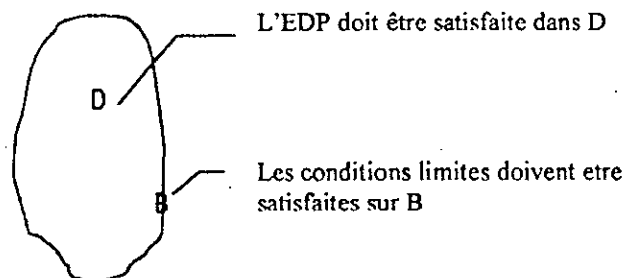 L'EDP doit être satisfaite dans D
D
Les conditions limites doivent etre
B
satisfaites sur B